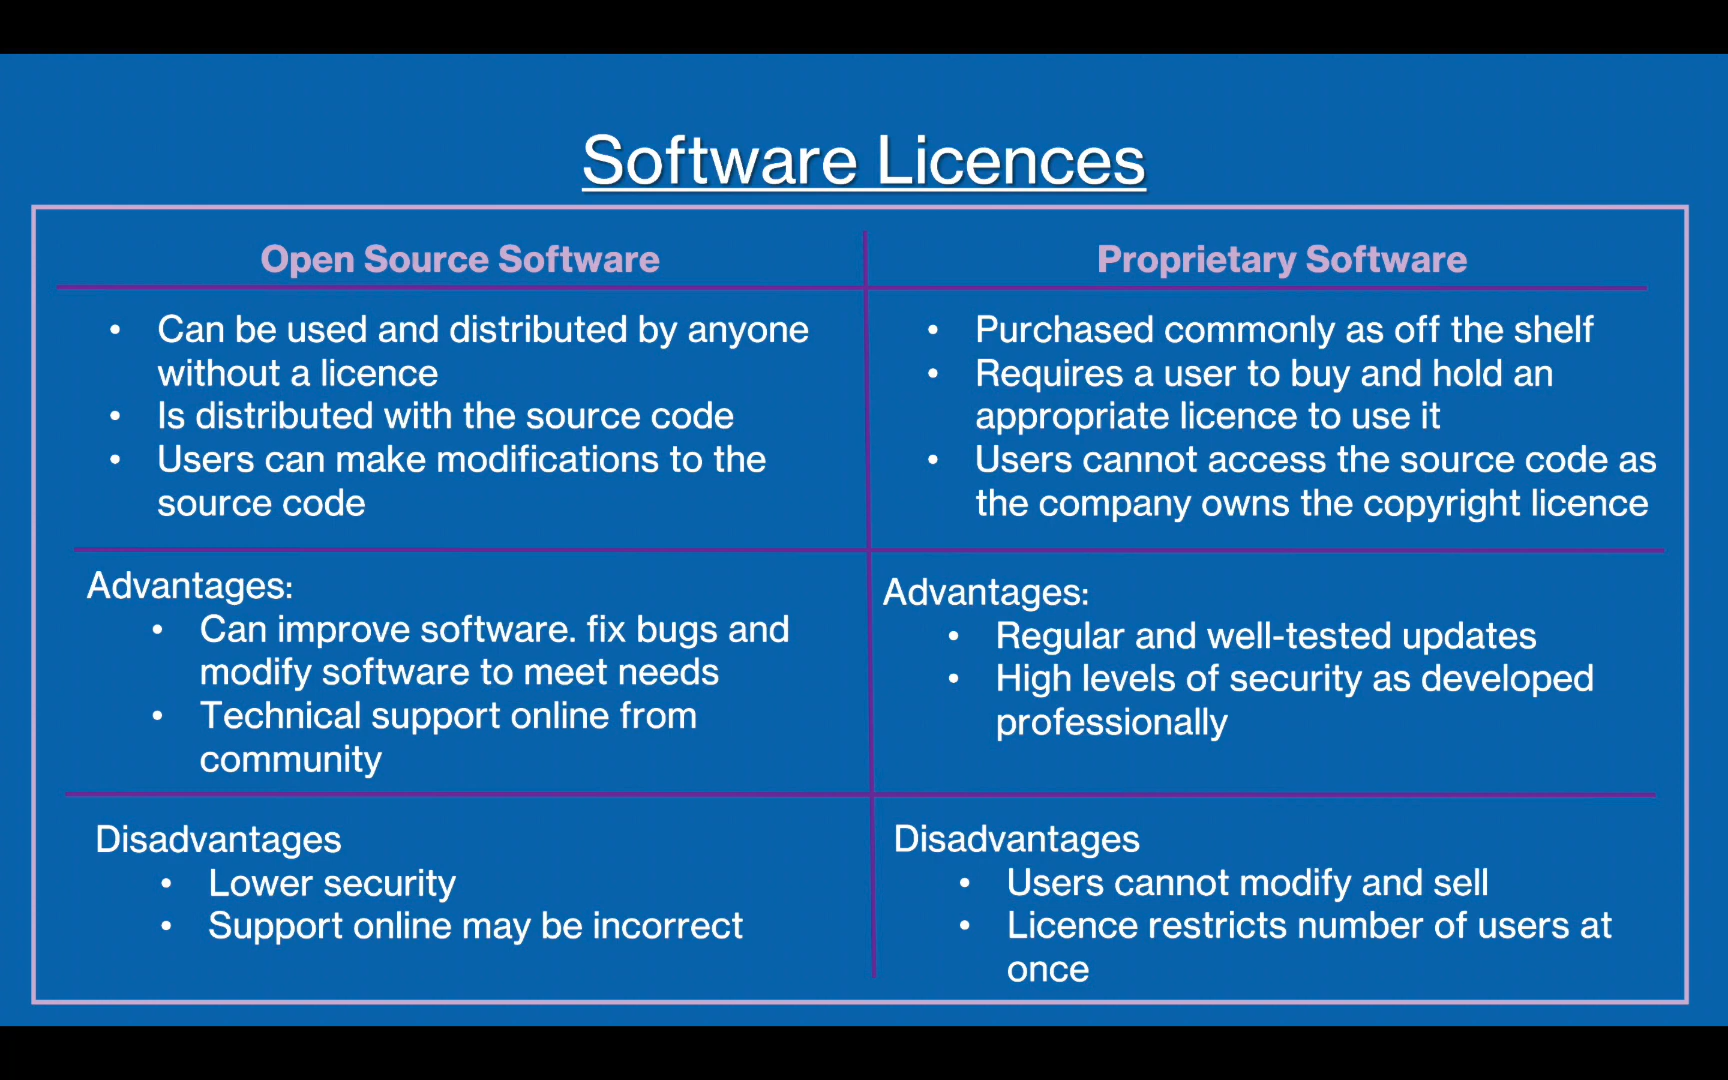 Software Licences
Open Source Software
• Can be used and distributed by anyone
without a licence
• Is distributed with the source code
• Users can make modifications to the
source code
Proprietary Software
• Purchased commonly as off the shelf
• Requires a user to buy and hold an
appropriate licence to use it
• Users cannot access the source code as
the company owns the copyright licence
Advantages:
• Can improve software. fix bugs and
modify software to meet needs
• Technical support online from
community
Advantages:
• Regular and well-tested updates
• High levels of security as developed
professionally
Disadvantages
• Lower security
• Support online may be incorrect
Disadvantages
• Users cannot modify and sell
• Licence restricts number of users at
once